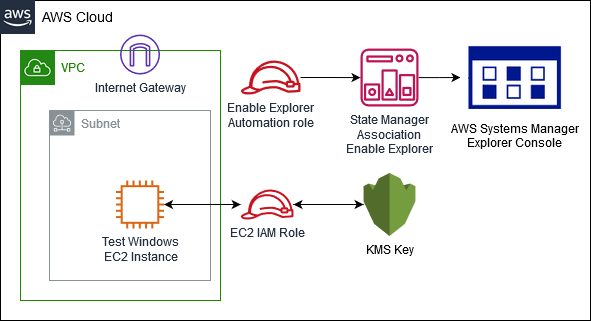 aws
AWS Cloud
VPC
Internet Gateway
Subnet
Enable Explorer
Automation role
State Manager
Association
Enable Explorer
AWS Systems Manager
Explorer Console
Test Windows
EC2 Instance
EC2 IAM Role
KMS Key